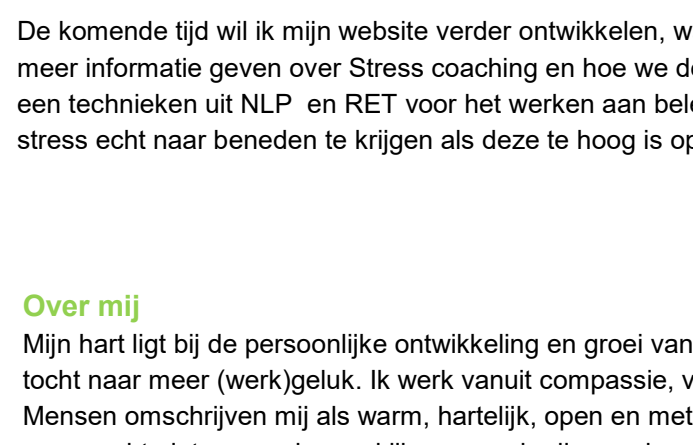 De komende tijd wil ik mijn website verder ontwikkelen, w
meer informatie geven over Stress coaching en hoe we de
een technieken uit NLP en RET voor het werken aan bele
stress echt naar beneden te krijgen als deze te hoog is op
Over mij
Mijn hart ligt bij de persoonlijke ontwikkeling en groei van
tocht naar meer (werk)geluk. Ik werk vanuit compassie, v
Mensen omschrijven mij als warm, hartelijk, open en met